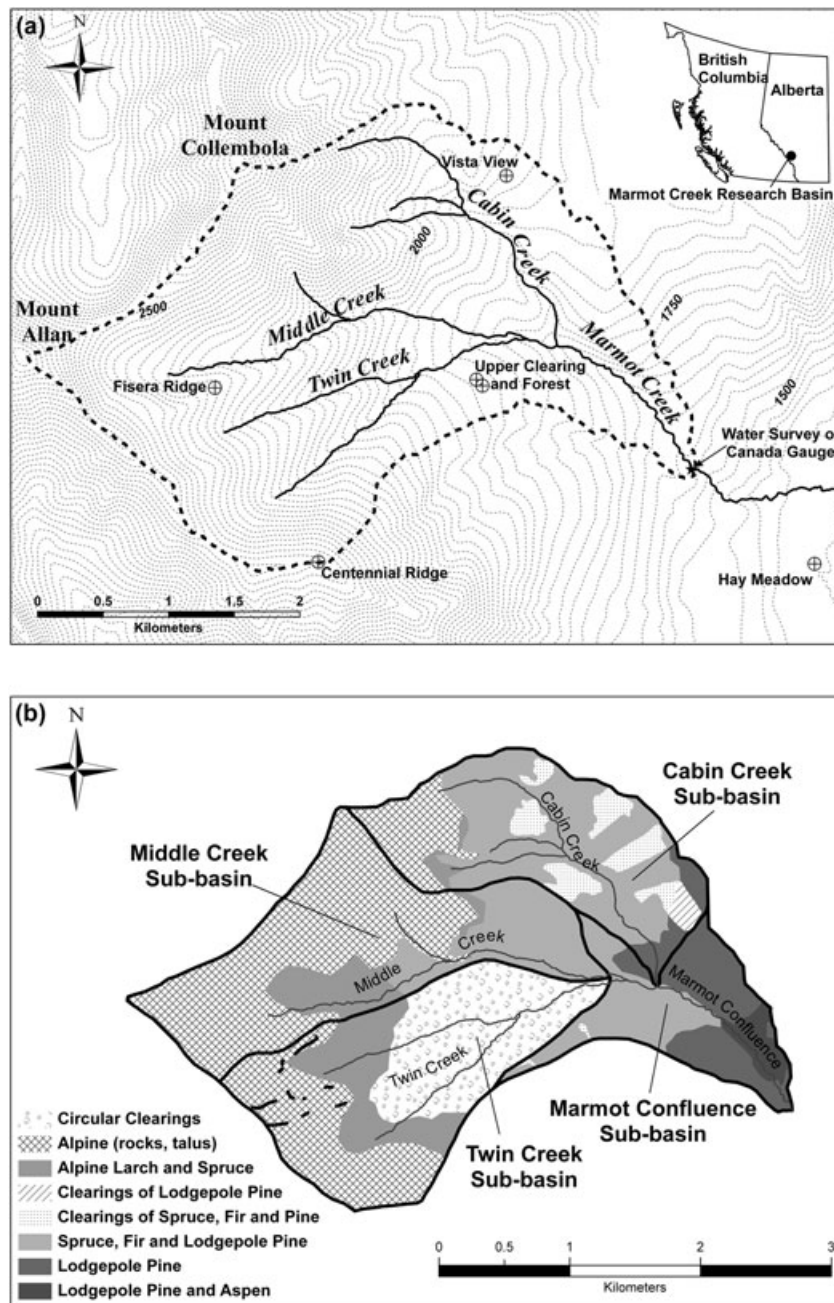 (a)
N
British
Columbia
Alberta
Marmot Creek Research Basin
Mount
Collembola
Vista View
Cabin Creek
2000
Mount
Allan
2500
Middle Creek
1750
Marmot Creek
Fisera Ridge
Twin Creek
Upper Clearing
and Forest
1500
Water Survey o
Canada Gauge
Centennial Ridge
Hay Meadow
0 0.5 1 1.5 2
Kilometers
(b)
N
Cabin Creek
Sub-basin
Middle Creek
Sub-basin
Cabin Creek
Middle Creek
Marmot Confluence
Twin Creek
Marmot Confluence
Sub-basin
Twin Creek
Sub-basin
Circular Clearings
Alpine (rocks, talus)
Alpine Larch and Spruce
Clearings of Lodgepole Pine
Clearings of Spruce, Fir and Pine
Spruce, Fir and Lodgepole Pine
Lodgepole Pine
Lodgepole Pine and Aspen
0 0.5 1 2 3
Kilometers